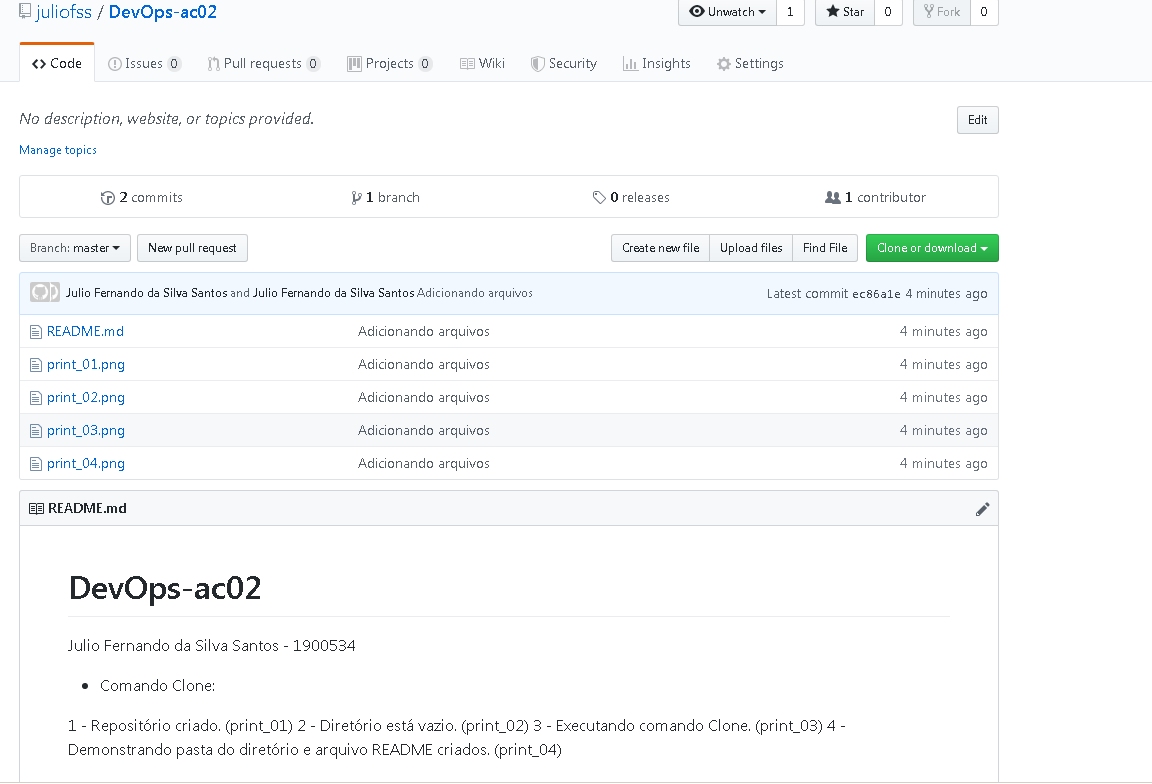 juliofss / DevOps-ac02 Unwatch 1 Star 0 Fork 0
Code Issues 0 Pull requests 0 Projects 0 Wiki Security Insights Settings
No description, website, or topics provided. Edit
Manage topics
2 commits 1 branch 0 releases 1 contributor
Branch: master New pull request Create new file Upload files Find File Clone or download
Julio Fernando da Silva Santos and Julio Fernando da Silva Santos Adicionando arquivos Latest commit ec86a1e 4 minutes ago
README.md Adicionando arquivos 4 minutes ago
print_01.png Adicionando arquivos 4 minutes ago
print_02.png Adicionando arquivos 4 minutes ago
print_03.png Adicionando arquivos 4 minutes ago
print_04.png Adicionando arquivos 4 minutes ago
README.md
DevOps-ac02
Julio Fernando da Silva Santos - 1900534
• Comando Clone:
1 - Repositório criado. (print_01) 2 - Diretório está vazio. (print_02) 3 - Executando comando Clone. (print_03) 4 -
Demonstrando pasta do diretório e arquivo README criados. (print_04)